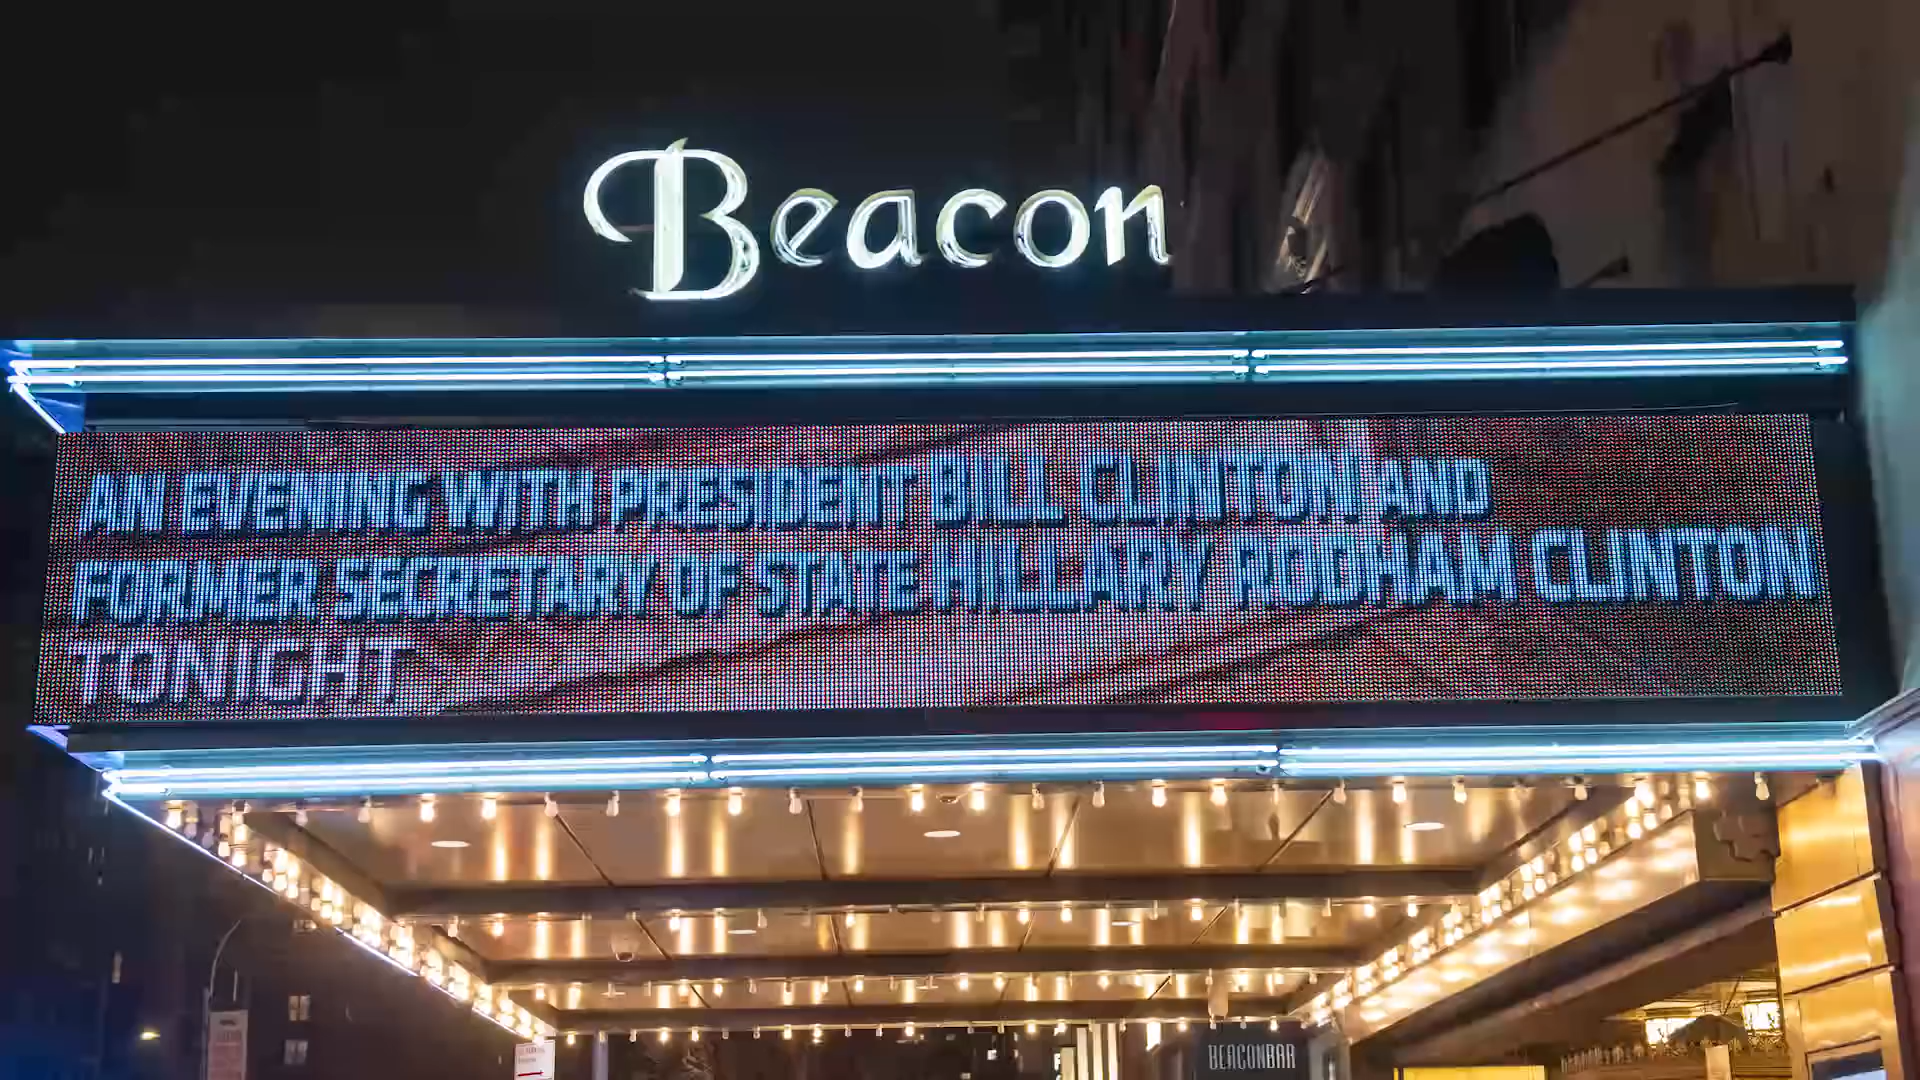 Beacon
AN EVENING WITH PRESIDENT BILL CLINTON AND
FORMER SECRETARY OF STATE HILLARY RODHAM CLINTON
TONIGHT
BEACONBAR